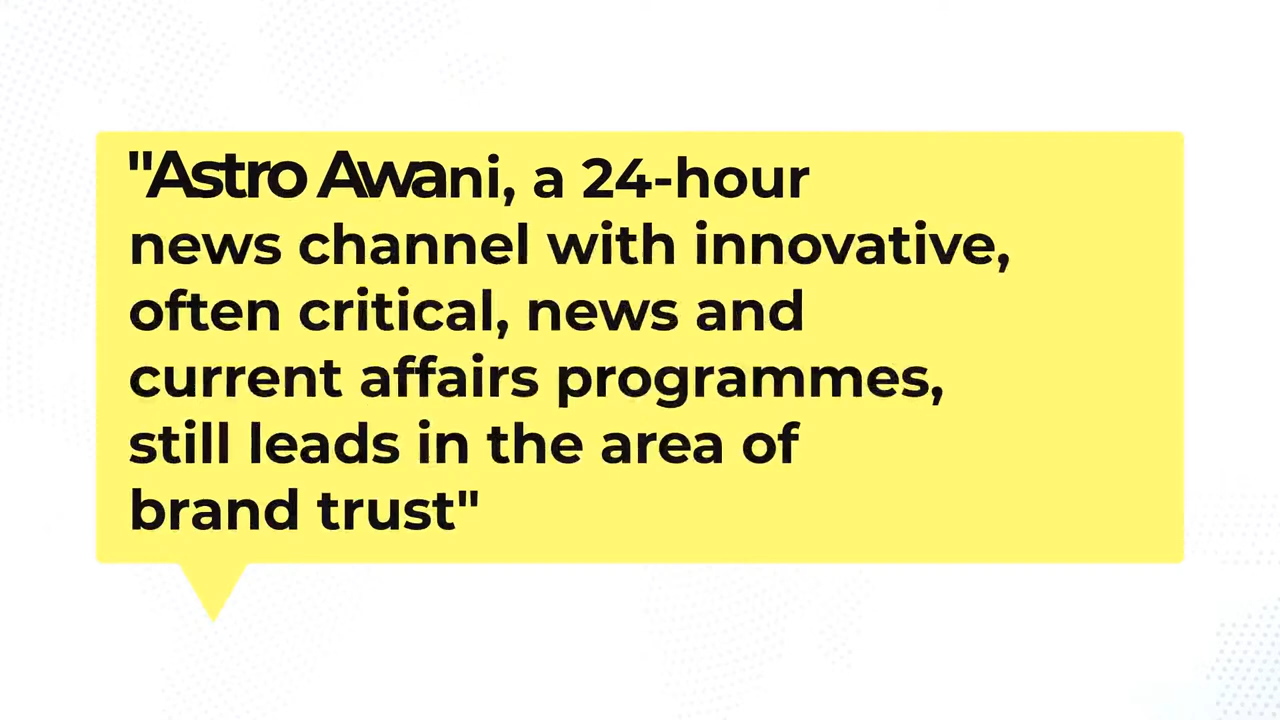 "Astro Awani, a 24-hour
news channel with innovative,
often critical, news and
current affairs programmes,
still leads in the area of
brand trust"